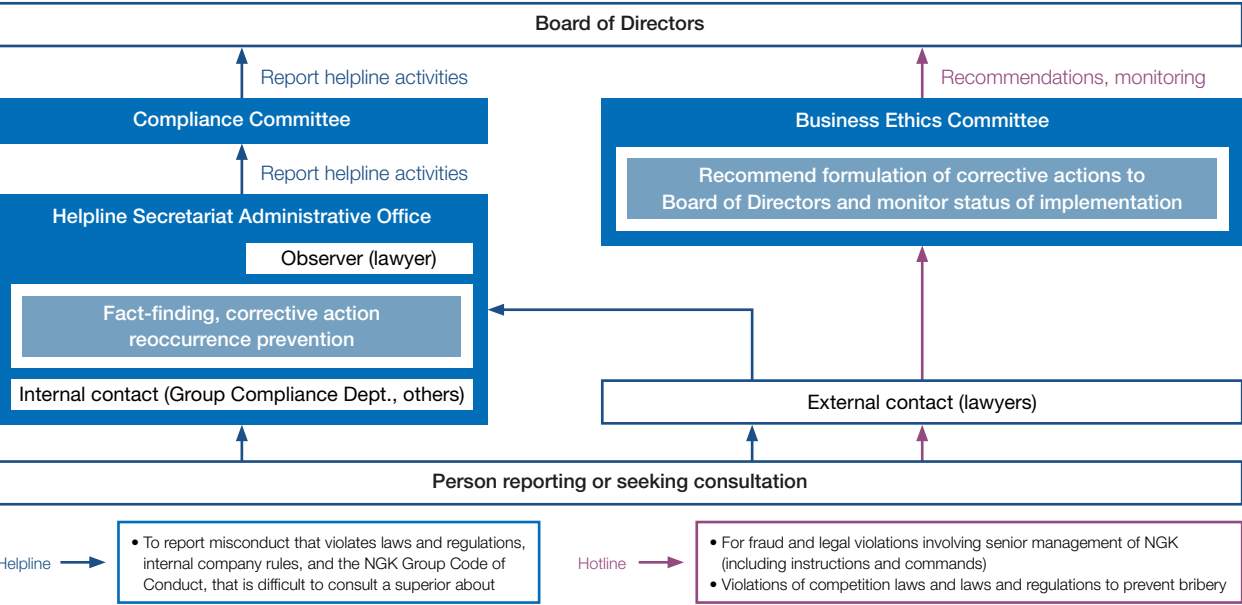 Board of Directors
Report helpline activities
Recommendations, monitoring
Compliance Committee
Business Ethics Committee
Recommend formulation of corrective actions to
Board of Directors and monitor status of implementation
Report helpline activities
Helpline Secretariat Administrative Office
Observer (lawyer)
Fact-finding, corrective action
reoccurrence prevention
Internal contact (Group Compliance Dept., others)
External contact (lawyers)
Person reporting or seeking consultation
Helpline
• To report misconduct that violates laws and regulations,
internal company rules, and the NGK Group Code of
Conduct, that is difficult to consult a superior about
Hotline
• For fraud and legal violations involving senior management of NGK
(including instructions and commands)
• Violations of competition laws and laws and regulations to prevent bribery